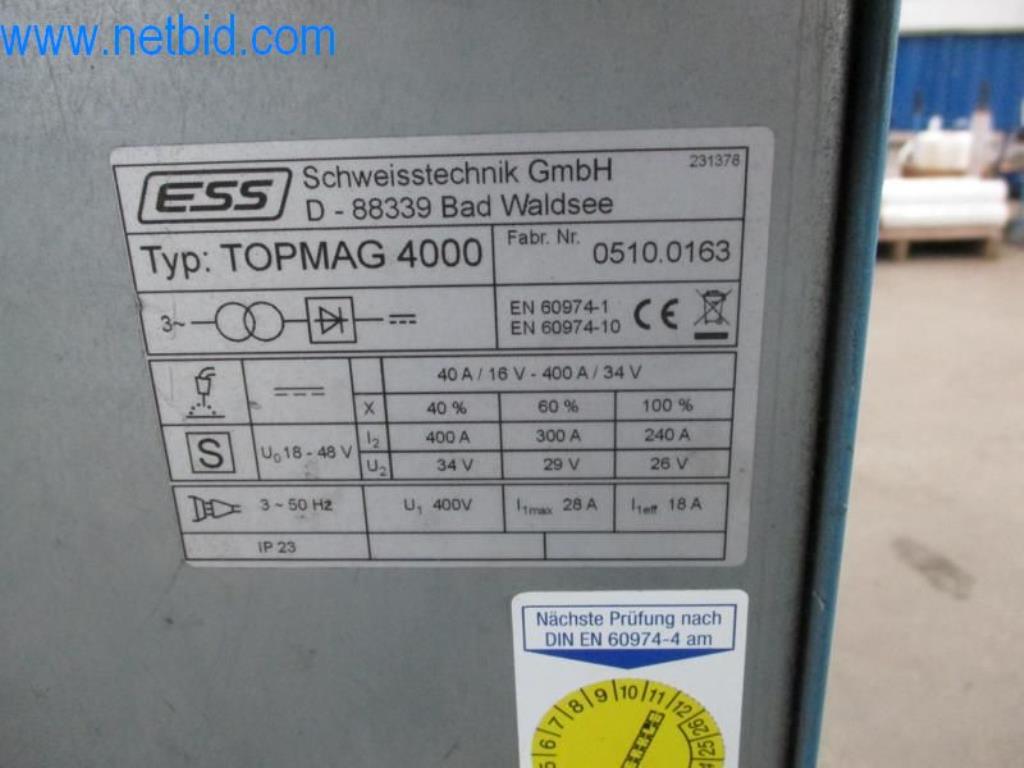 www.netbid.com
ESS
Schweisstechnik GmbH
231378
D - 88339 Bad Waldsee
Typ: TOPMAG 4000
Fabr. Nr.
0510.0163
3~
EN 60974-1
EN 60974-10
CE
40 A / 16 V - 400 A / 34 V
X 40 % 60 % 100 %
S
U0 18 - 48 V
I2 400 A 300 A 240 A
U2 34 V 29 V 26 V
3 ~ 50 Hz
U1 400V
I1max 28 A
I1eff 18 A
IP 23
Nächste Prüfung nach
DIN EN 60974-4 am
5 6 7 8 9 10 11 12
26 25